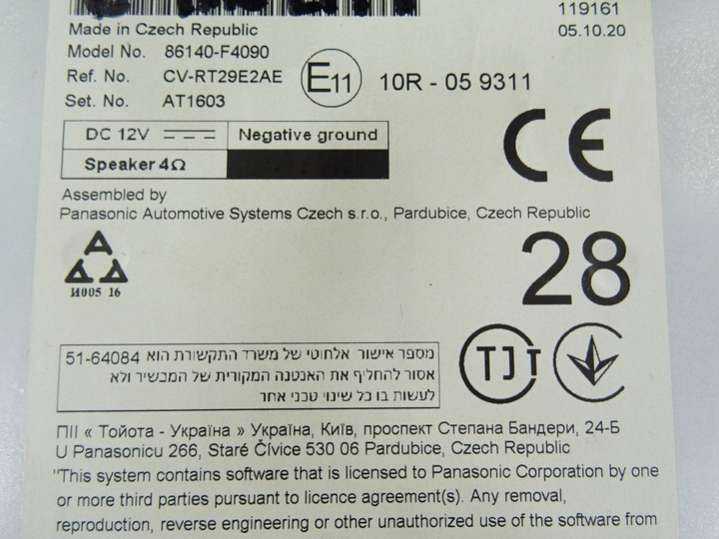 119161
Made in Czech Republic
05.10.20
Model No. 86140-F4090
Ref. No. CV-RT29E2AE
Set. No. AT1603
E11
10R - 05 9311
DC 12V Negative ground
Speaker 4Ω
CE
Assembled by
Panasonic Automotive Systems Czech s.r.o., Pardubice, Czech Republic
И005 16
28
מספר אישור אלחוטי של משרד התקשורת הוא 51-64084
אסור להחליף את האנטנה המקורית של המכשיר ולא
לעשות בו כל שינוי טכני אחר
TJT
ПІІ « Тойота - Україна » Україна, Київ, проспект Степана Бандери, 24-Б
U Panasonicu 266, Staré Čívice 530 06 Pardubice, Czech Republic
"This system contains software that is licensed to Panasonic Corporation by one
or more third parties pursuant to licence agreement(s). Any removal,
reproduction, reverse engineering or other unauthorized use of the software from